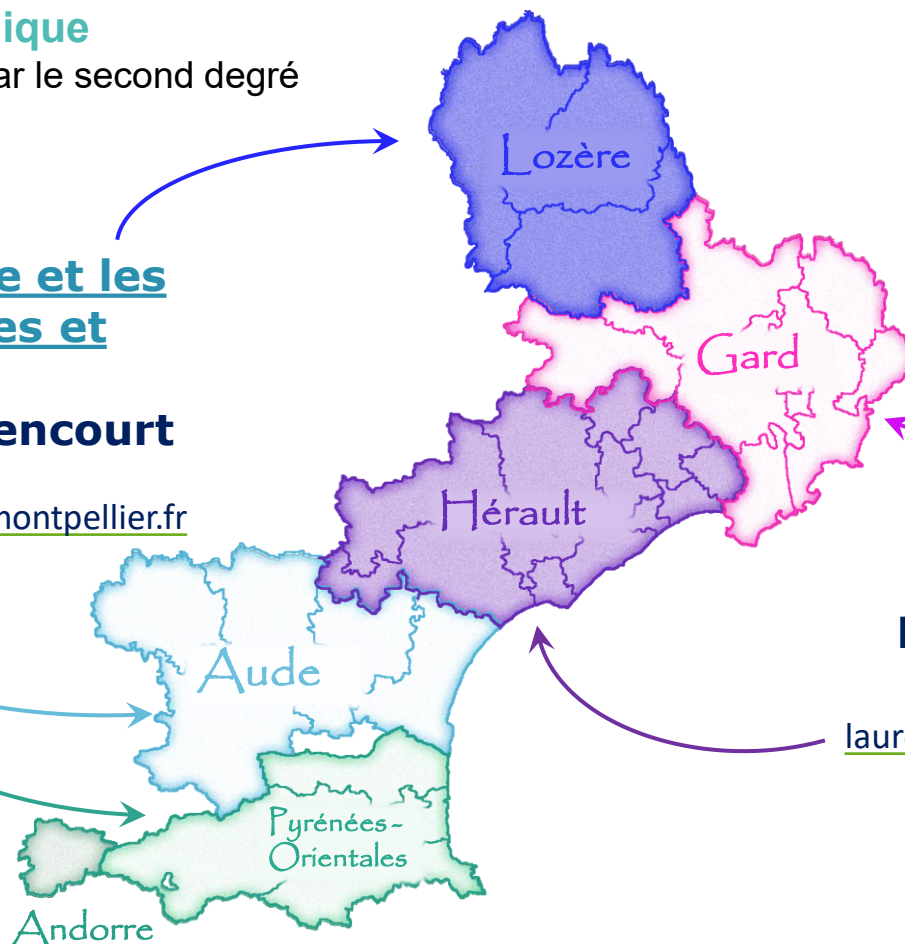 ique
ar le second degré
Lozère
e et les
es et
Gard
encourt
Hérault
montpellier.fr
Aude
laur
Pyrénées-
Orientales
Andorre